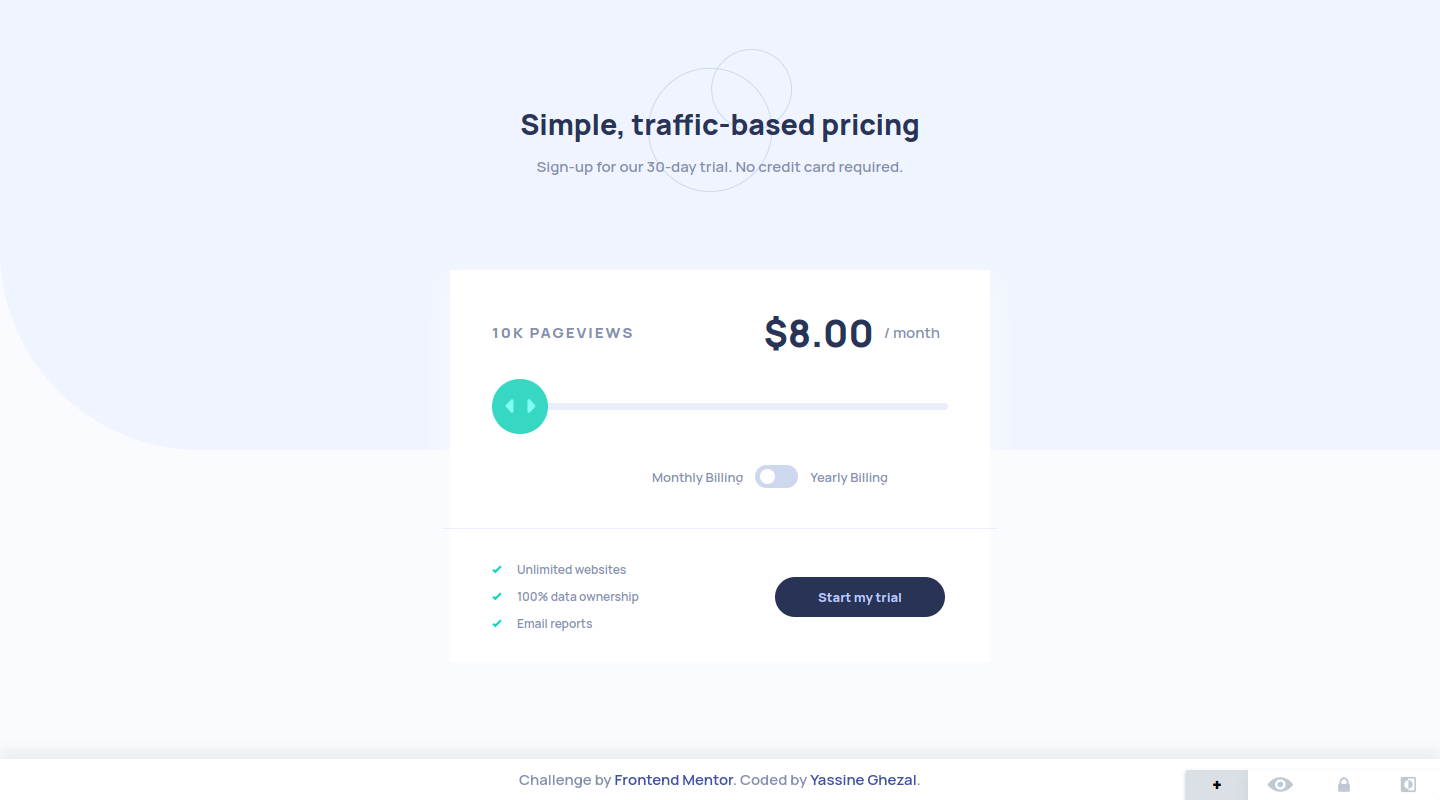 Simple, traffic-based pricing
Sign-up for our 30-day trial. No credit card required.
10K PAGEVIEWS
$8.00 / month
Monthly Billing
Yearly Billing
Unlimited websites
100% data ownership
Email reports
Start my trial
Challenge by Frontend Mentor. Coded by Yassine Ghezal.
+